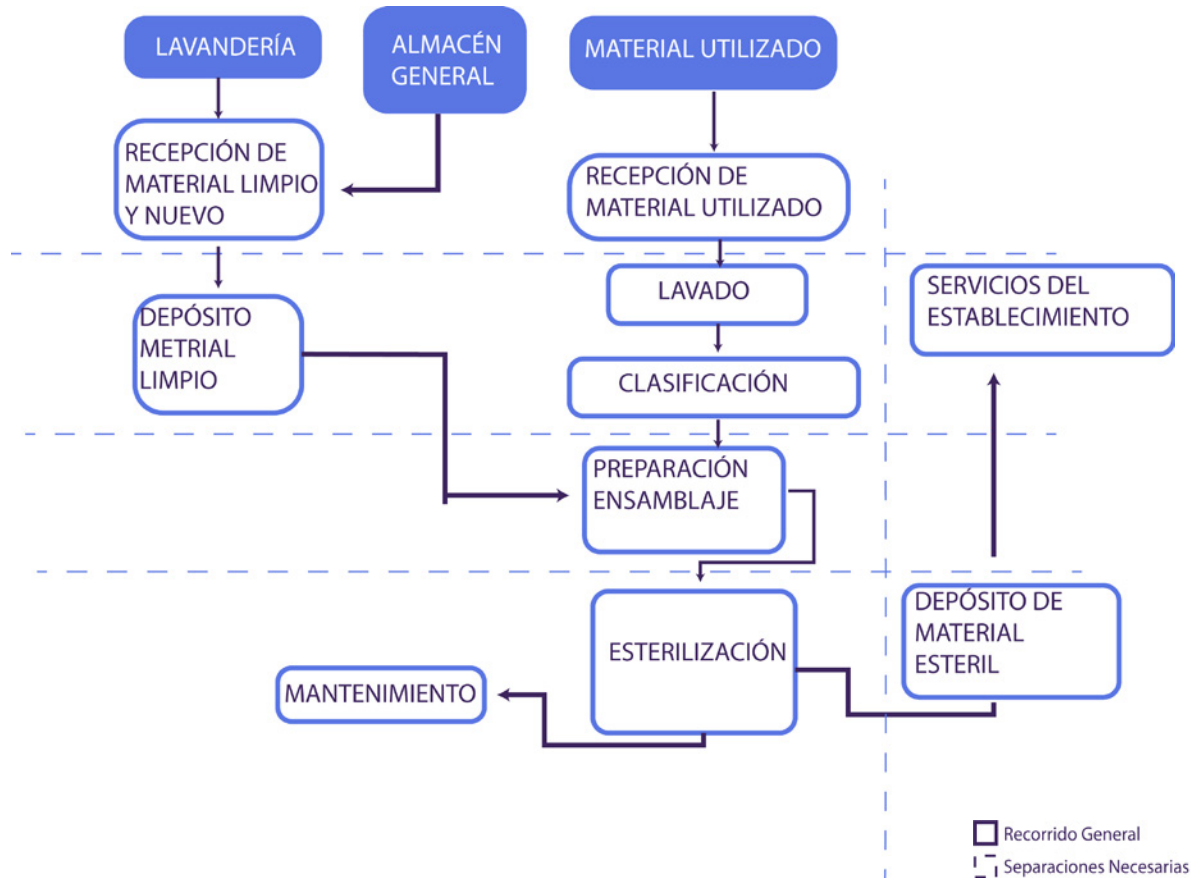 LAVANDERÍA
ALMACÉN
GENERAL
MATERIAL UTILIZADO
RECEPCIÓN DE
MATERIAL LIMPIO
Y NUEVO
RECEPCIÓN DE
MATERIAL UTILIZADO
LAVADO
SERVICIOS DEL
ESTABLECIMIENTO
DEPÓSITO
METRIAL
LIMPIO
CLASIFICACIÓN
PREPARACIÓN
ENSAMBLAJE
DEPÓSITO DE
MATERIAL
ESTERIL
ESTERILIZACIÓN
MANTENIMIENTO
Recorrido General
Separaciones Necesarias